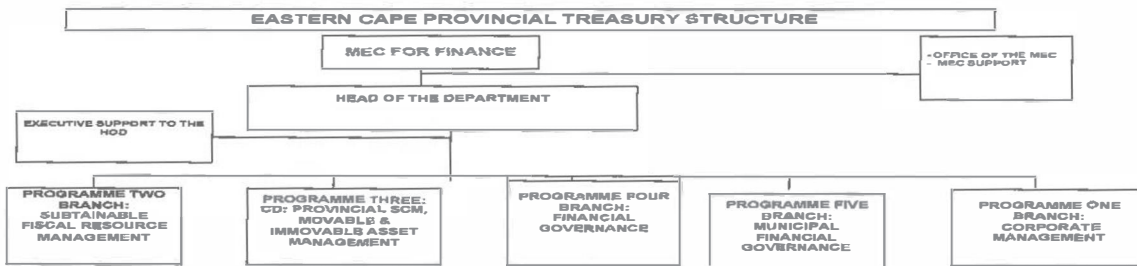 EASTERN CAPE PROVINCIAL TREASURY STRUCTURE
MEC FOR FINANCE
- OFFICE OF THE MEC
- MEC SUPPORT
HEAD OF THE DEPARTMENT
EXECUTIVE SUPPORT TO THE
HOD
PROGRAMME TWO
BRANCH:
SUSTAINABLE
FISCAL RESOURCE
MANAGEMENT
PROGRAMME THREE:
CD: PROVINCIAL SCM,
MOVABLE &
IMMOVABLE ASSET
MANAGEMENT
PROGRAMME FOUR
BRANCH:
FINANCIAL
GOVERNANCE
PROGRAMME FIVE
BRANCH:
MUNICIPAL
FINANCIAL
GOVERNANCE
PROGRAMME ONE
BRANCH:
CORPORATE
MANAGEMENT